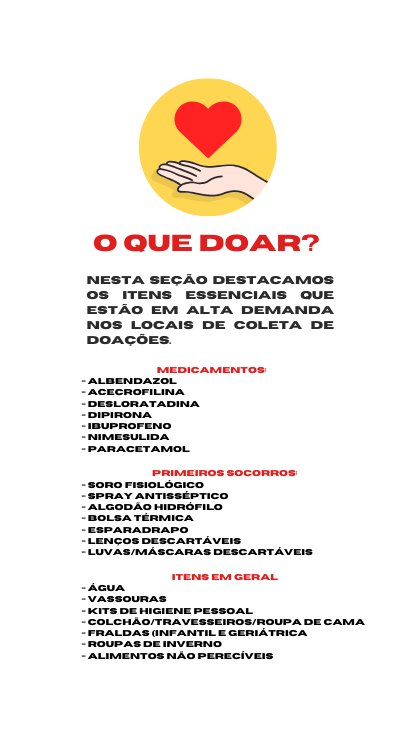 O QUE DOAR?
NESTA SEÇÃO DESTACAMOS
OS ITENS ESSENCIAIS QUE
ESTÃO EM ALTA DEMANDA
NOS LOCAIS DE COLETA DE
DOAÇÕES.
MEDICAMENTOS:
- ALBENDAZOL
- ACECROFILINA
- DESLORATADINA
- DIPIRONA
- IBUPROFENO
- NIMESULIDA
- PARACETAMOL
PRIMEIROS SOCORROS:
- SORO FISIOLÓGICO
- SPRAY ANTISSÉPTICO
- ALGODÃO HIDRÓFILO
- BOLSA TÉRMICA
- ESPARADRAPO
- LENÇOS DESCARTÁVEIS
- LUVAS/MÁSCARAS DESCARTÁVEIS
ITENS EM GERAL
- ÁGUA
- VASSOURAS
- KITS DE HIGIENE PESSOAL
- COLCHÃO/TRAVESSEIROS/ROUPA DE CAMA
- FRALDAS (INFANTIL E GERIÁTRICA
- ROUPAS DE INVERNO
- ALIMENTOS NÃO PERECÍVEIS